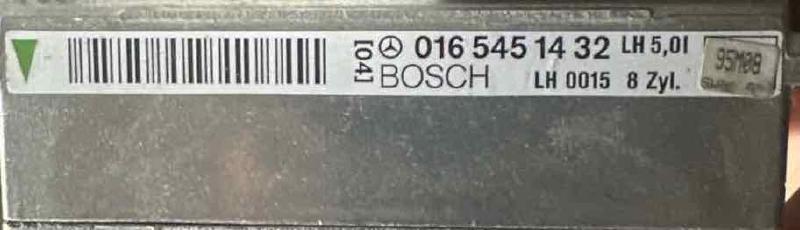 [04] 016 545 14 32 LH 5,0l
BOSCH LH 0015 8 Zyl.
95M08